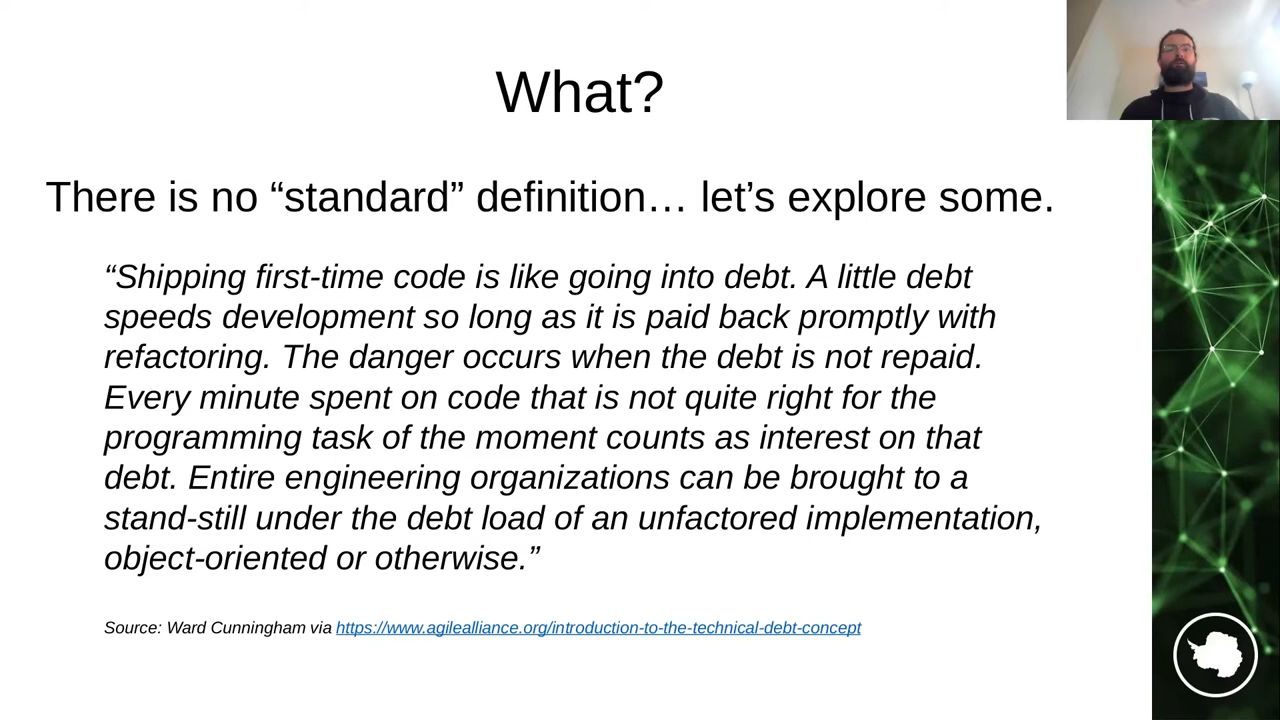 What?
There is no “standard” definition… let’s explore some.
“Shipping first-time code is like going into debt. A little debt
speeds development so long as it is paid back promptly with
refactoring. The danger occurs when the debt is not repaid.
Every minute spent on code that is not quite right for the
programming task of the moment counts as interest on that
debt. Entire engineering organizations can be brought to a
stand-still under the debt load of an unfactored implementation,
object-oriented or otherwise.”
Source: Ward Cunningham via https://www.agilealliance.org/introduction-to-the-technical-debt-concept